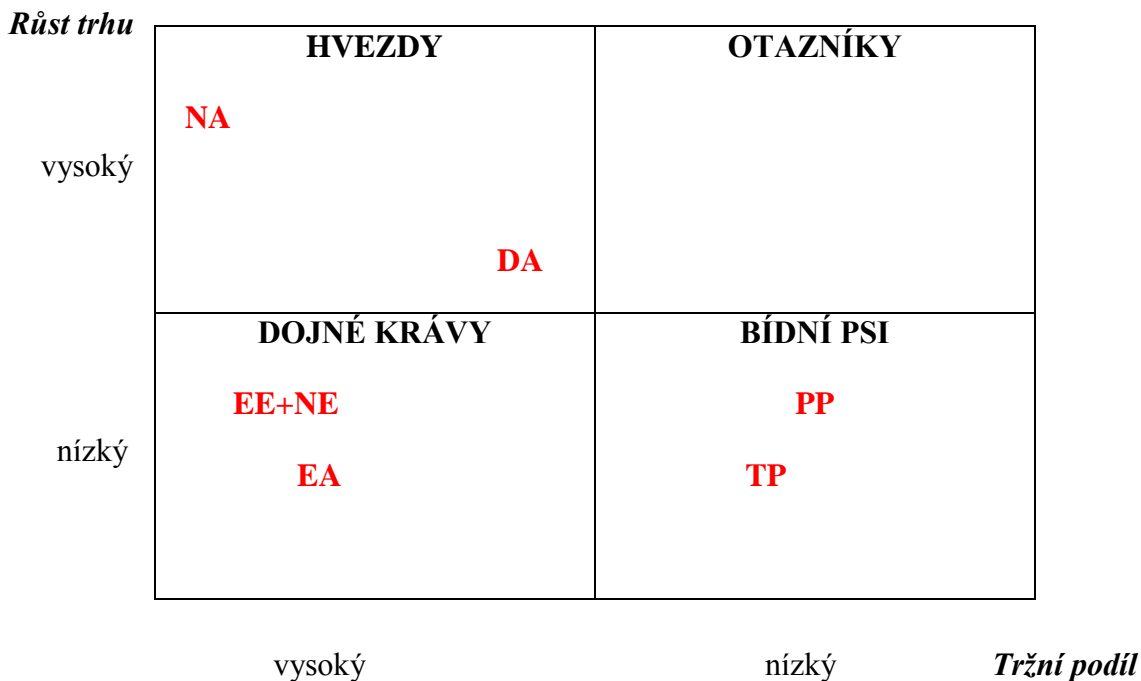 Růst trhu
HVEZDY
OTAZNÍKY
NA
vysoký
DA
DOJNÉ KRÁVY
BÍDNÍ PSI
EE+NE
PP
nízký
EA
TP
vysoký
nízký
Tržní podíl